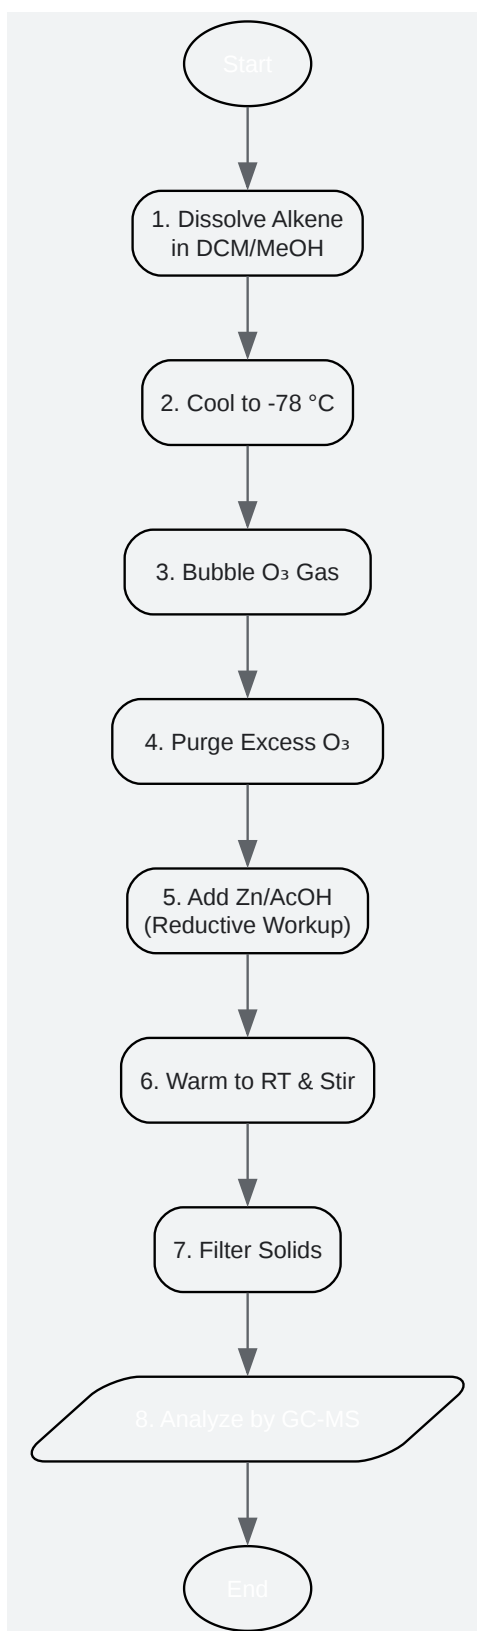 Start
1. Dissolve Alkene
in DCM/MeOH
2. Cool to -78 °C
3. Bubble O₃ Gas
4. Purge Excess O₃
5. Add Zn/AcOH
(Reductive Workup)
6. Warm to RT & Stir
7. Filter Solids
8. Analyze by GC-MS
End